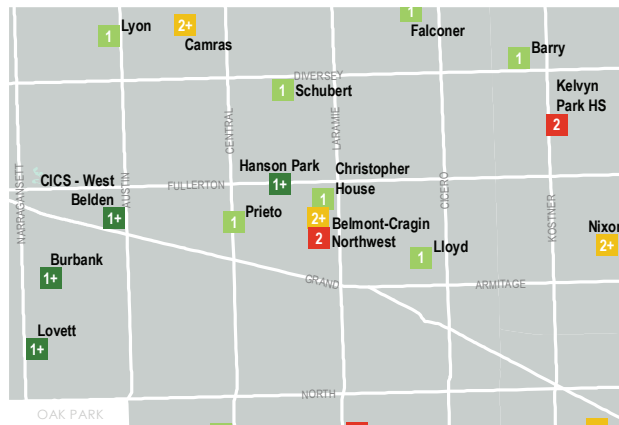 Lyon
1
2+
Camras
1
Falconer
1
Barry
DIVERSEY
1
Schubert
Kelvyn
Park HS
2
CENTRAL
LARAMIE
Hanson Park
1+
Christopher
House
1
FULLERTON
CICS - West
Belden
1+
AUSTIN
NARRAGANSETT
CICERO
KOSTNER
1
Prieto
2+
Belmont-Cragin
2
Northwest
1
Lloyd
Nixon
2+
Burbank
1+
GRAND
ARMITAGE
Lovett
1+
NORTH
OAK PARK